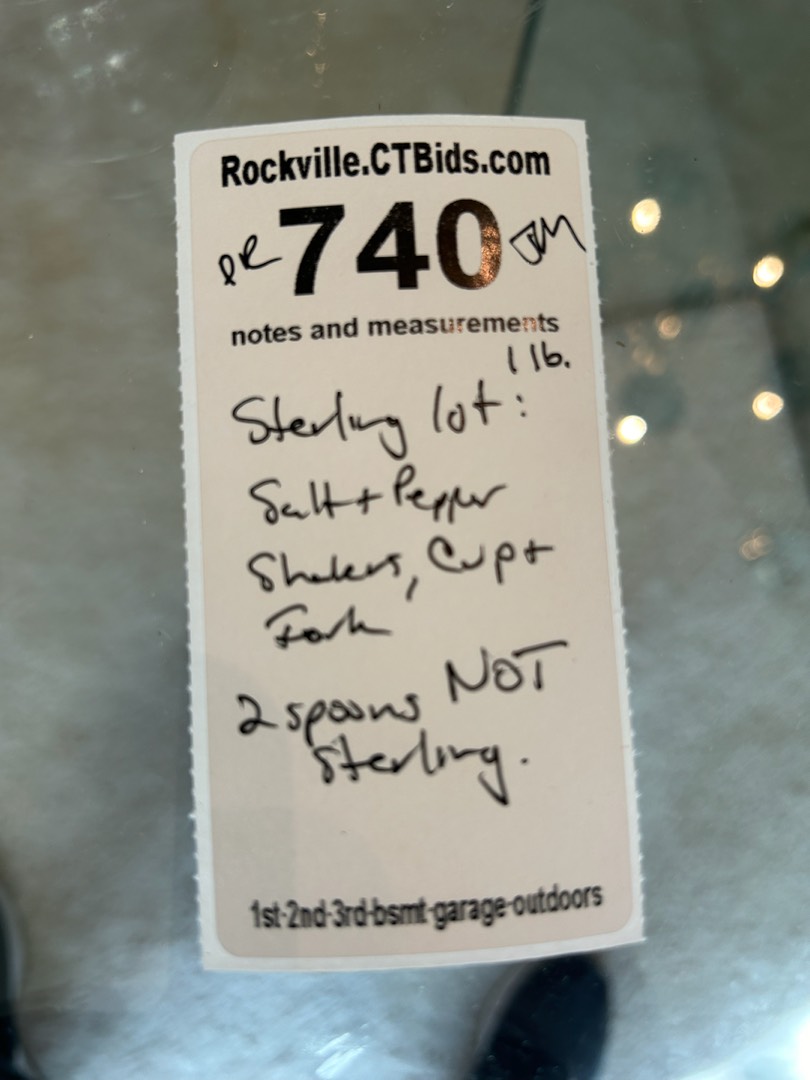 Rockville.CTBids.com
740
notes and measurements
1 lb.
Sterling lot:
Salt + Pepper
Shakers, Cup +
Fork
2 spoons NOT
Sterling.
1st-2nd-3rd-bsmt-garage-outdoors